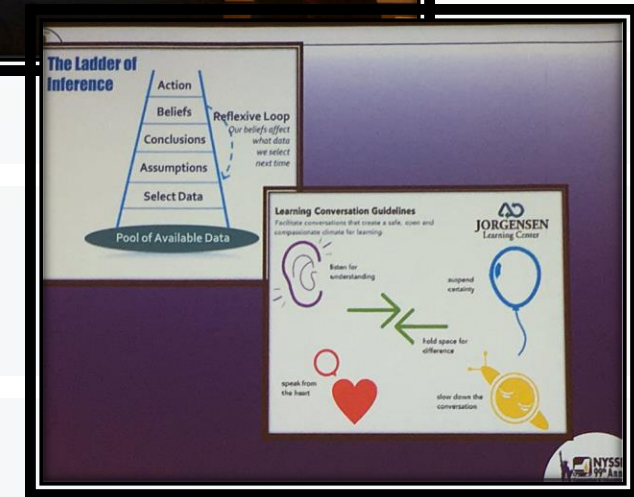 The Ladder of
Inference
Action
Beliefs
Conclusions
Assumptions
Select Data
Pool of Available Data
Reflexive Loop
Our beliefs affect
what data
we select
next time
Learning Conversation Guidelines
Facilitate conversations that create a safe, open and
compassionate climate for learning
JORGENSEN
Learning Center
listen for
understanding
suspend
certainty
hold space for
difference
speak from
the heart
slow down the
conversation
99th